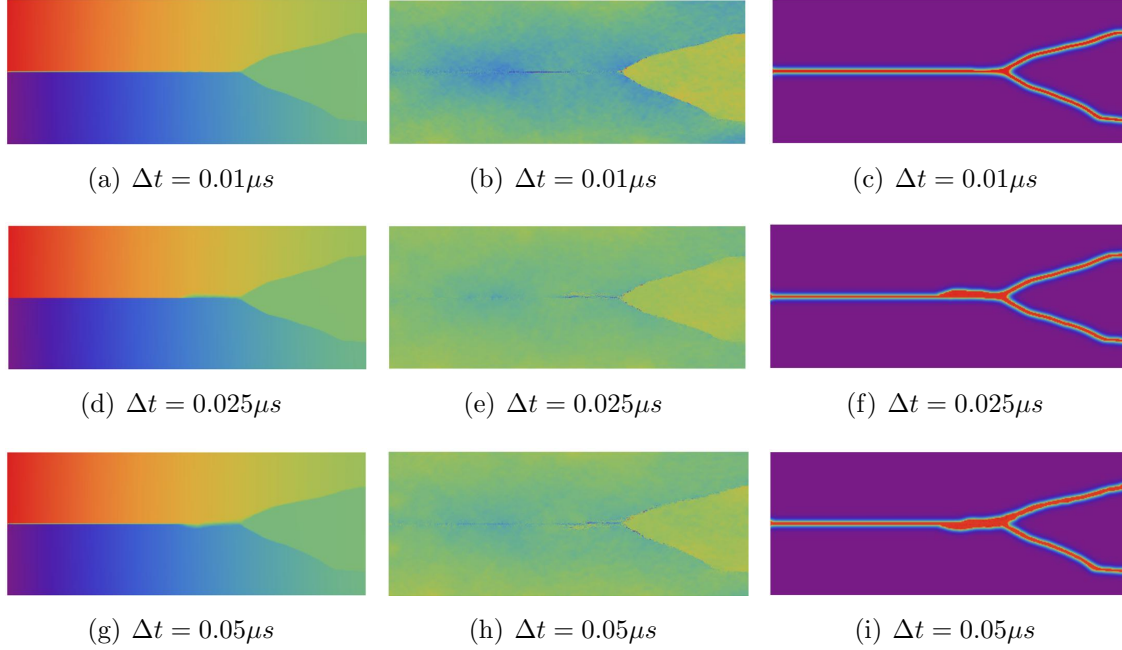 (a) Δt = 0.01μs (b) Δt = 0.01μs (c) Δt = 0.01μs
(d) Δt = 0.025μs (e) Δt = 0.025μs (f) Δt = 0.025μs
(g) Δt = 0.05μs (h) Δt = 0.05μs (i) Δt = 0.05μs